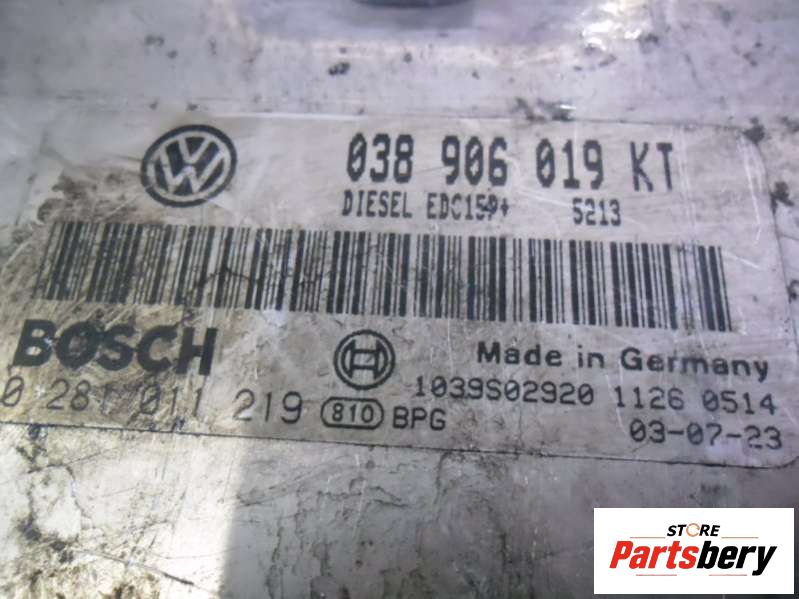 038 906 019 KT
DIESEL EDC15P+ 5213
BOSCH
Made in Germany
0 281 011 219 810 BPG
1039S02920 1126 0514
03-07-23
STORE
Partsbery